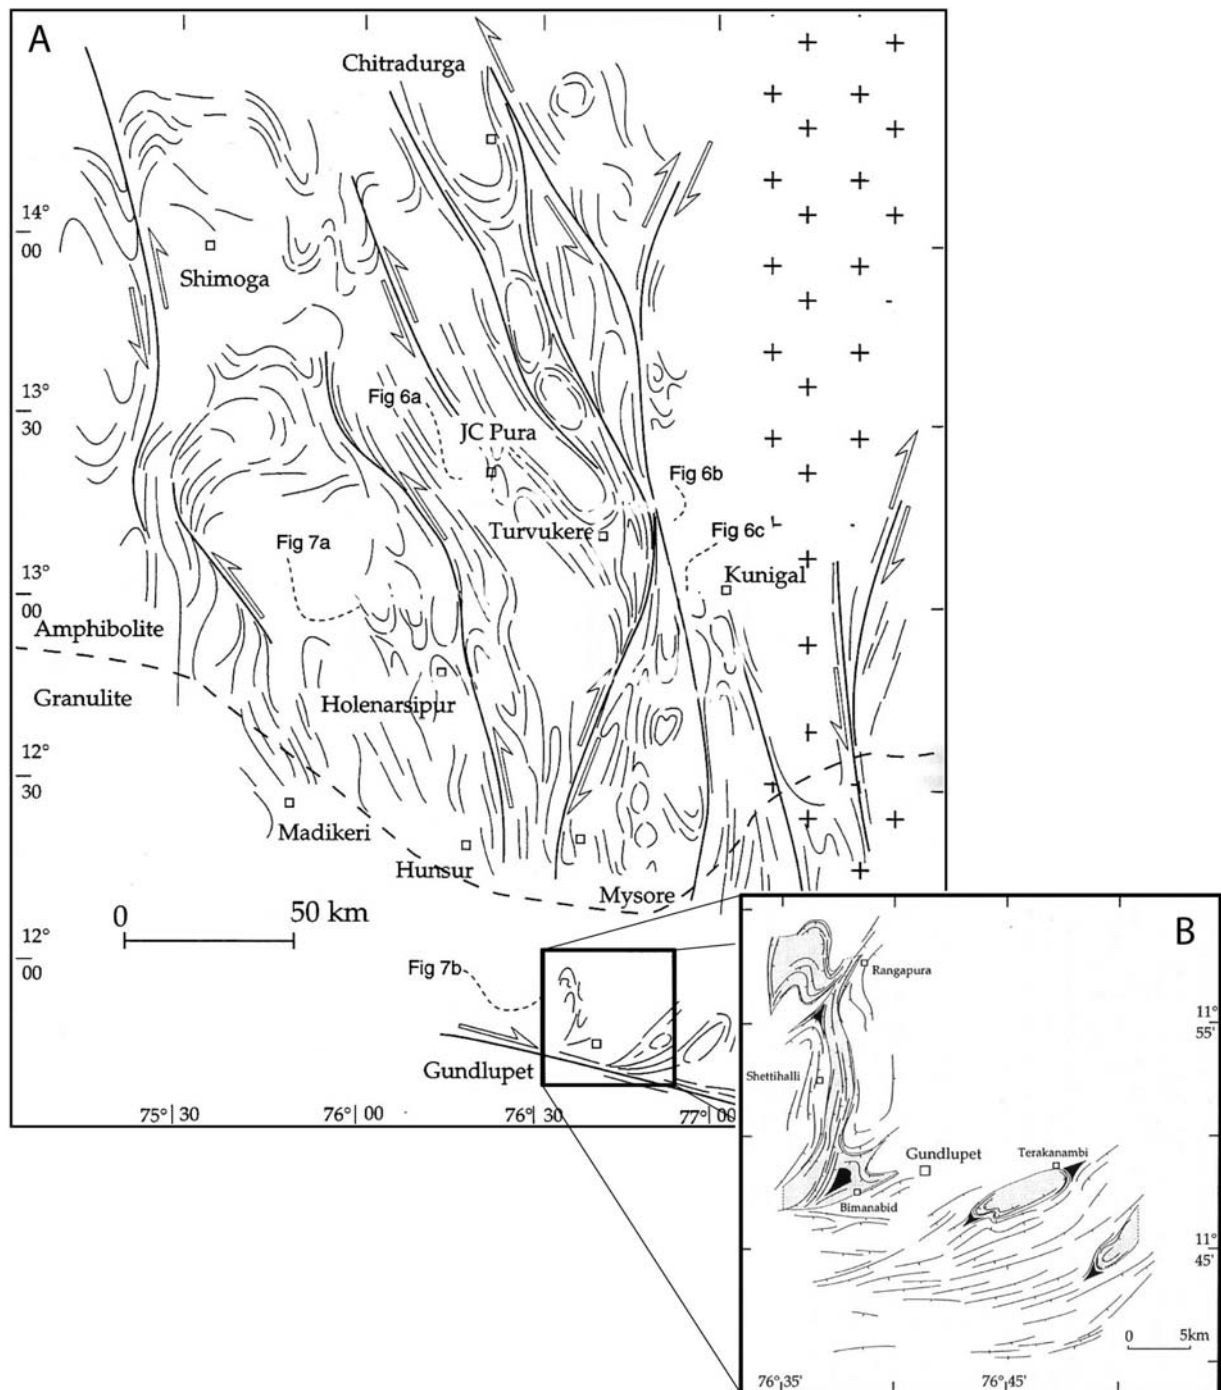 A
Chitradurga
14°
00
Shimoga
13°
30
Fig 6a
JC Pura
Fig 6b
Turvukere
Fig 6c
Fig 7a
Kunigal
13°
00
Amphibolite
Granulite
Holenarsipur
12°
30
Madikeri
Hunsur
Mysore
0 50 km
12°
00
Fig 7b
Gundlupet
75° 30
76° 00
76° 30
77° 00
B
Rangapura
11°
55'
Shettihalli
Gundlupet
Terakanambi
Bimanabid
11°
45'
0 5km
76° 35'
76° 45'